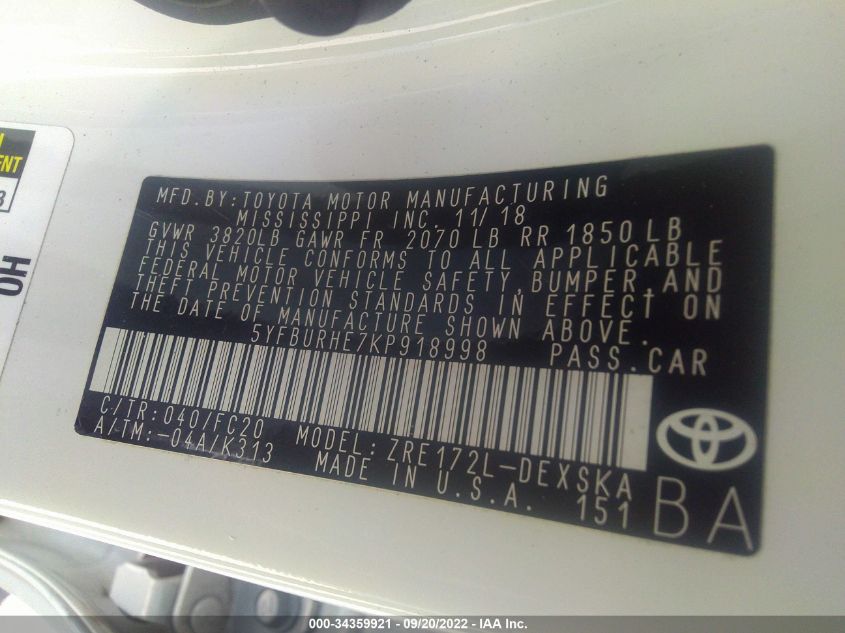 MFD.BY:TOYOTA MOTOR MANUFACTURING
MISSISSIPPI INC. 11/18
GVWR 3820LB GAWR FR 2070 LB RR 1850 LB
THIS VEHICLE CONFORMS TO ALL APPLICABLE
FEDERAL MOTOR VEHICLE SAFETY,BUMPER,AND
THEFT PREVENTION STANDARDS IN EFFECT ON
THE DATE OF MANUFACTURE SHOWN ABOVE.
5YFBURHE7KP918998 PASS.CAR
C/TR:040/FC20
A/TM:-04A/K313
MODEL:ZRE172L-DEXSKA
MADE IN U.S.A. 151
BA
OH
000-34359921 - 09/20/2022 - IAA Inc.